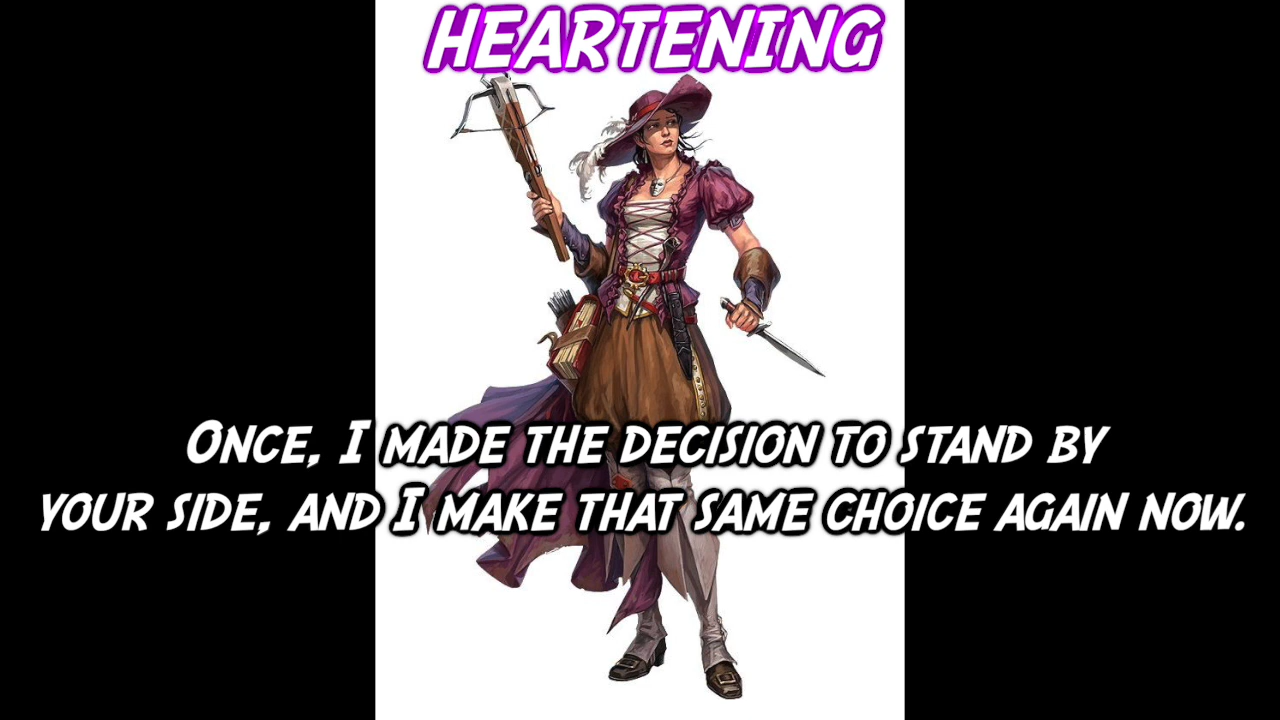 HEARTENING
ONCE, I MADE THE DECISION TO STAND BY
YOUR SIDE, AND I MAKE THAT SAME CHOICE AGAIN NOW.